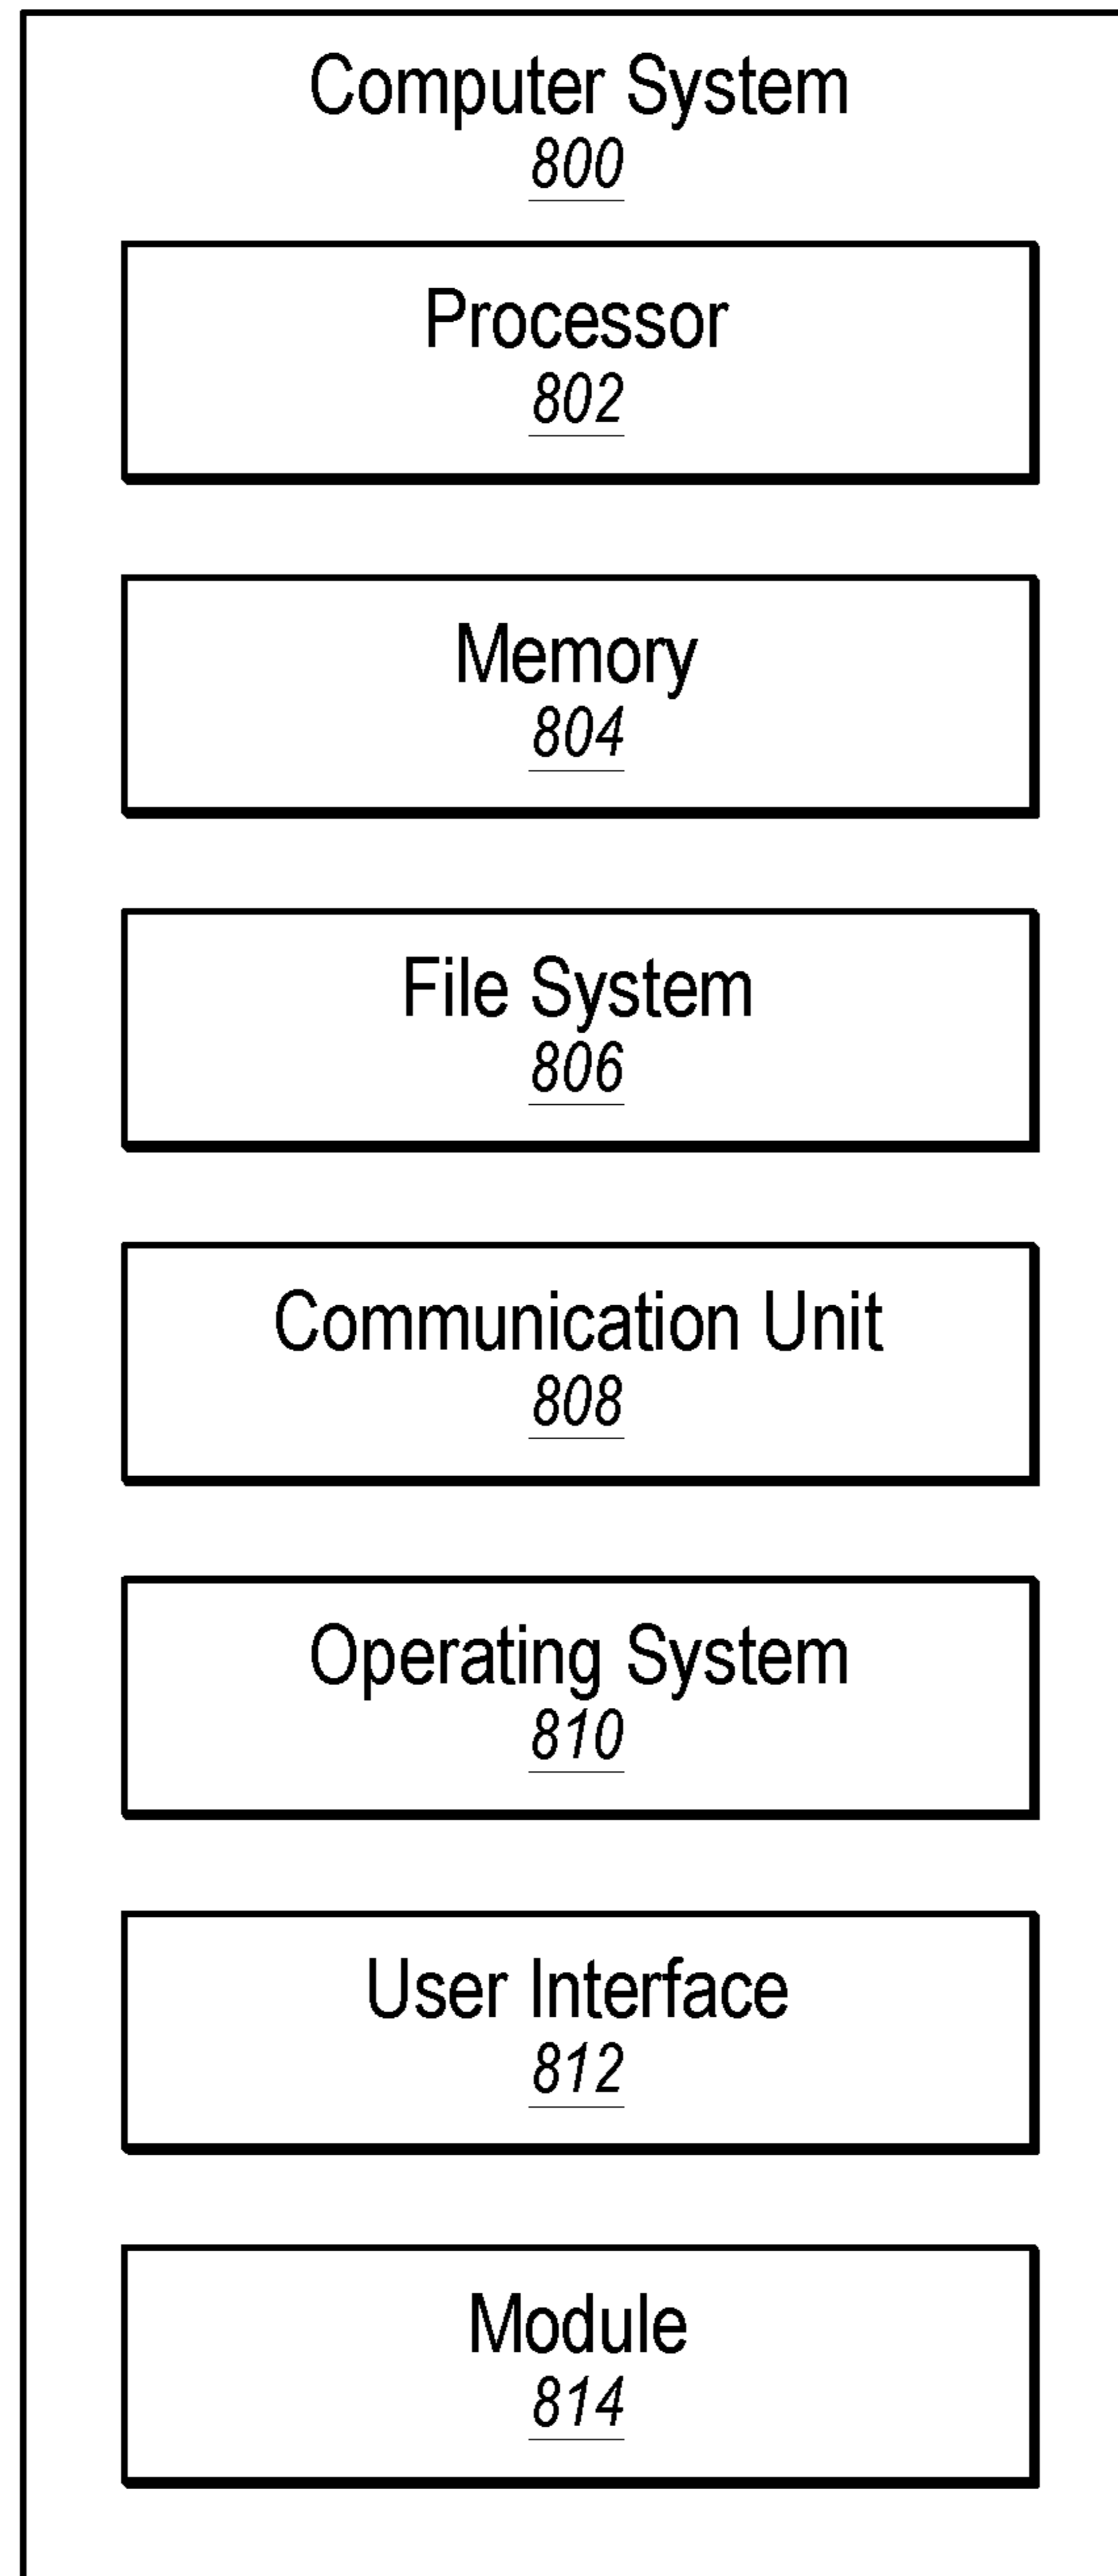 Computer System
800
Processor
802
Memory
804
File System
806
Communication Unit
808
Operating System
810
User Interface
812
Module
814